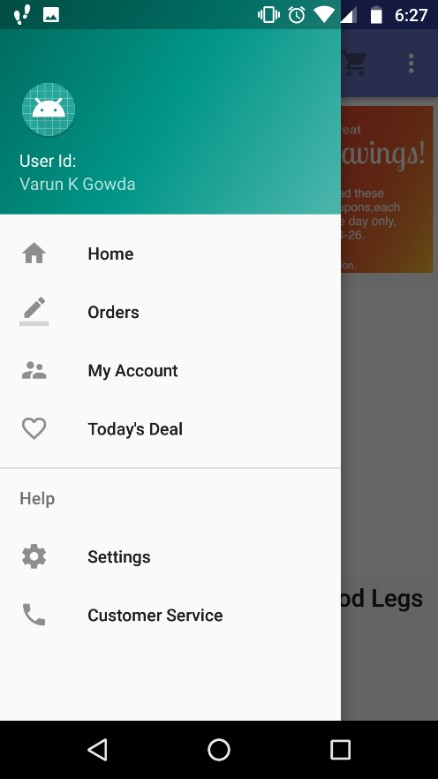 6:27
User Id:
Varun K Gowda
Home
Orders
My Account
Today's Deal
Help
Settings
Customer Service
reat
avings!
ad these
upons,each
e day only,
-26.
on,
od Legs